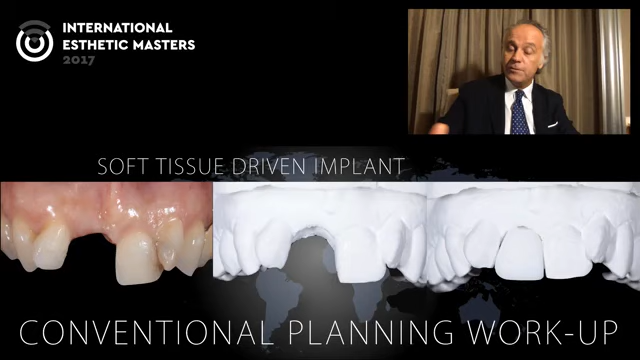 INTERNATIONAL
ESTHETIC MASTERS
2017
SOFT TISSUE DRIVEN IMPLANT
CONVENTIONAL PLANNING WORK-UP